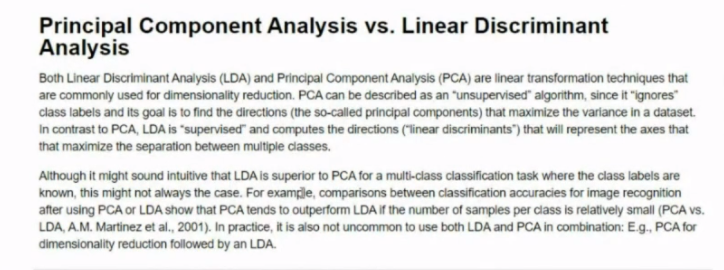 Principal Component Analysis vs. Linear Discriminant
Analysis
Both Linear Discriminant Analysis (LDA) and Principal Component Analysis (PCA) are linear transformation techniques that
are commonly used for dimensionality reduction. PCA can be described as an "unsupervised" algorithm, since it "ignores"
class labels and its goal is to find the directions (the so-called principal components) that maximize the variance in a dataset.
In contrast to PCA, LDA is "supervised" and computes the directions ("linear discriminants") that will represent the axes that
that maximize the separation between multiple classes.
Although it might sound intuitive that LDA is superior to PCA for a multi-class classification task where the class labels are
known, this might not always the case. For example, comparisons between classification accuracies for image recognition
after using PCA or LDA show that PCA tends to outperform LDA if the number of samples per class is relatively small (PCA vs.
LDA, A.M. Martinez et al., 2001). In practice, it is also not uncommon to use both LDA and PCA in combination: E.g., PCA for
dimensionality reduction followed by an LDA.